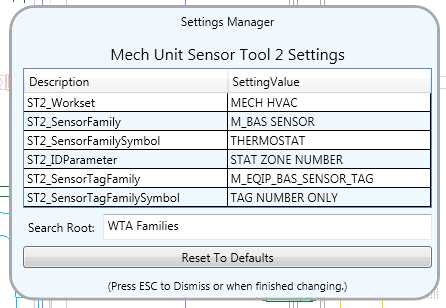 Settings Manager
Mech Unit Sensor Tool 2 Settings
Description SettingValue
ST2_Workset MECH HVAC
ST2_SensorFamily M_BAS SENSOR
ST2_SensorFamilySymbol THERMOSTAT
ST2_IDParameter STAT ZONE NUMBER
ST2_SensorTagFamily M_EQIP_BAS_SENSOR_TAG
ST2_SensorTagFamilySymbol TAG NUMBER ONLY
Search Root: WTA Families
Reset To Defaults
(Press ESC to Dismiss or when finished changing.)